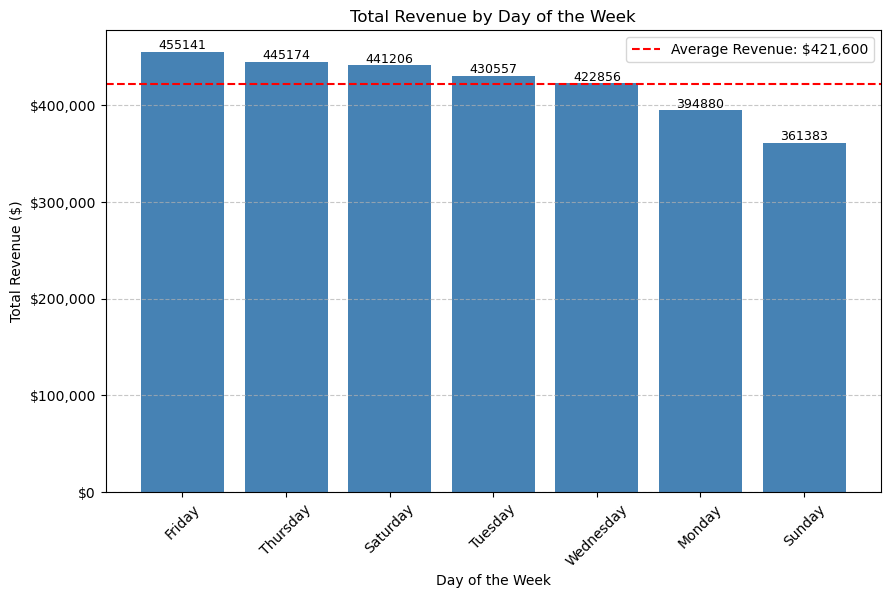 Total Revenue by Day of the Week
Average Revenue: $421,600
455141
445174
441206
430557
422856
394880
361383
$400,000
$300,000
$200,000
$100,000
$0
Total Revenue ($)
Friday
Thursday
Saturday
Tuesday
Wednesday
Monday
Sunday
Day of the Week